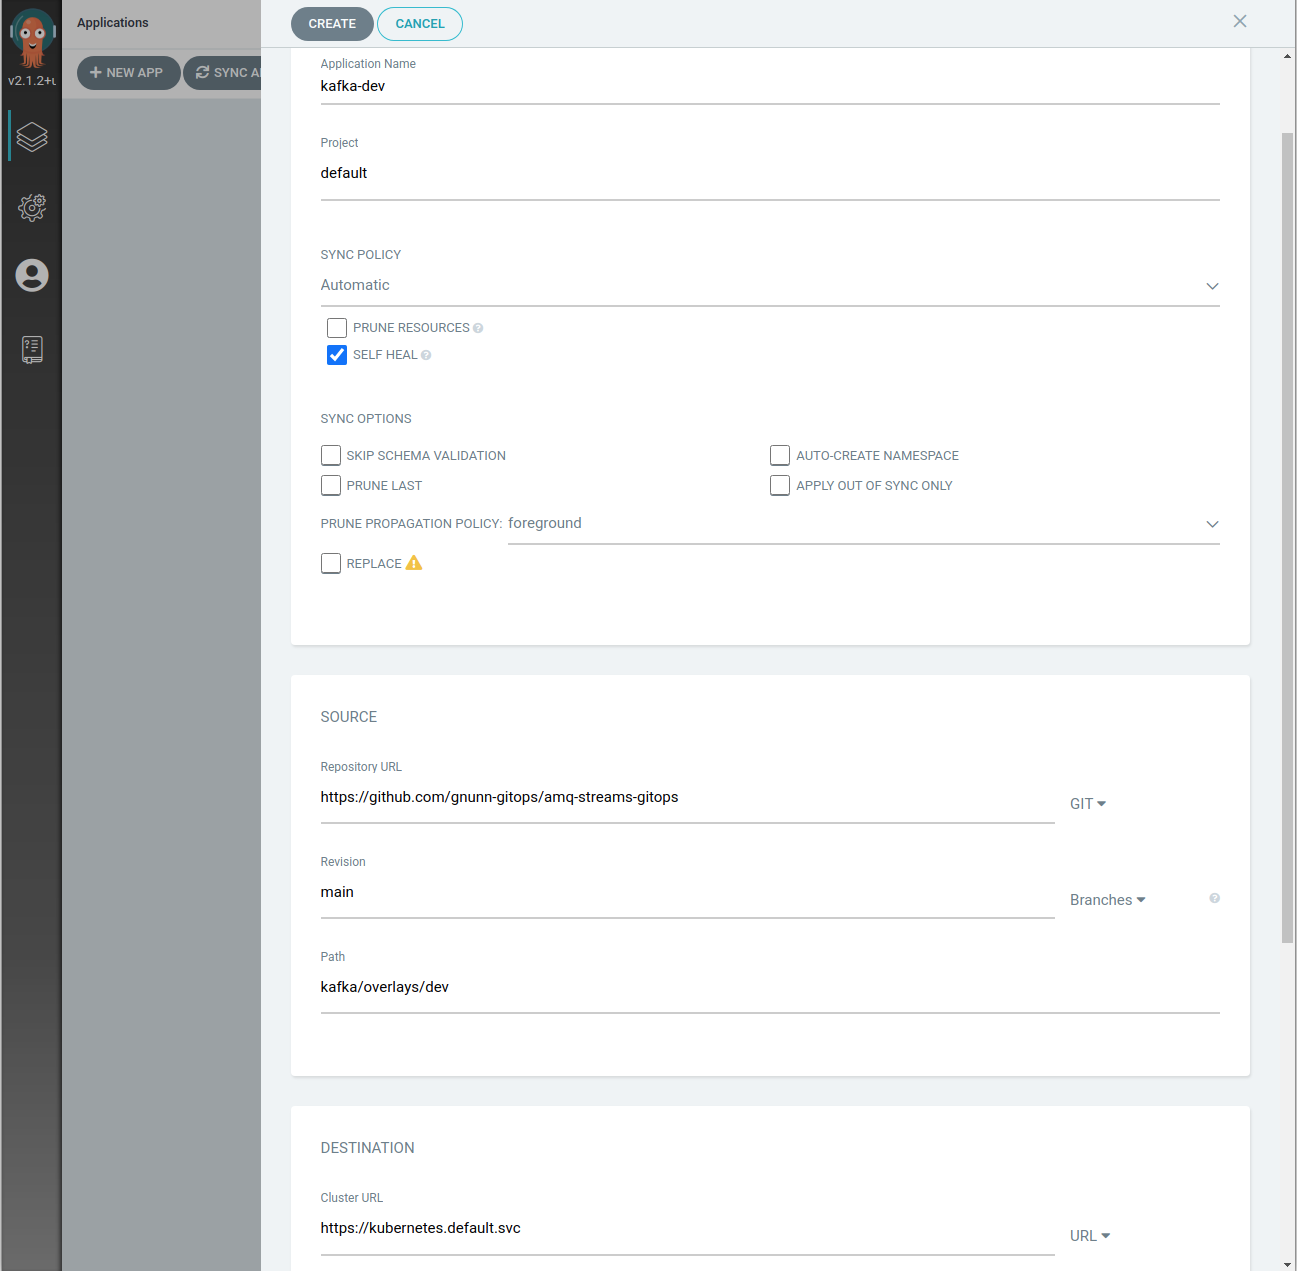 Applications
CREATE
CANCEL
v2.1.2+
NEW APP
SYNC
Application Name
kafka-dev
Project
default
SYNC POLICY
Automatic
PRUNE RESOURCES
SELF HEAL
SYNC OPTIONS
SKIP SCHEMA VALIDATION
AUTO-CREATE NAMESPACE
PRUNE LAST
APPLY OUT OF SYNC ONLY
PRUNE PROPAGATION POLICY: foreground
REPLACE
SOURCE
Repository URL
https://github.com/gnunn-gitops/amq-streams-gitops
GIT
Revision
main
Branches
Path
kafka/overlays/dev
DESTINATION
Cluster URL
https://kubernetes.default.svc
URL